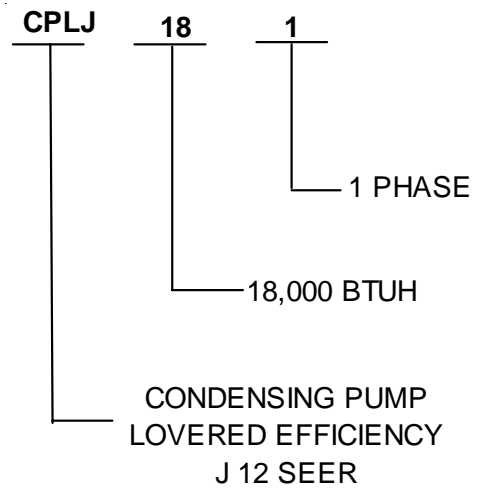 CPLJ 18 1
1 PHASE
18,000 BTUH
CONDENSING PUMP
LOVERED EFFICIENCY
J 12 SEER